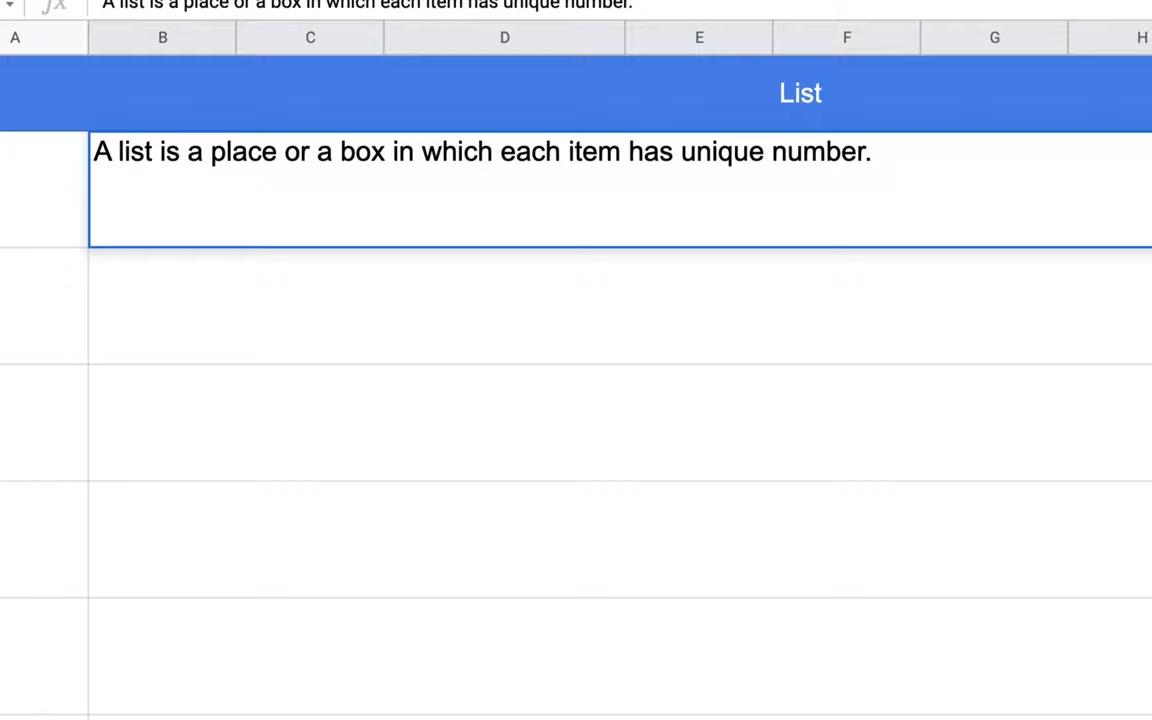 fx A list is a place or a box in which each item has unique number.
A B C D E F G H
List
A list is a place or a box in which each item has unique number.